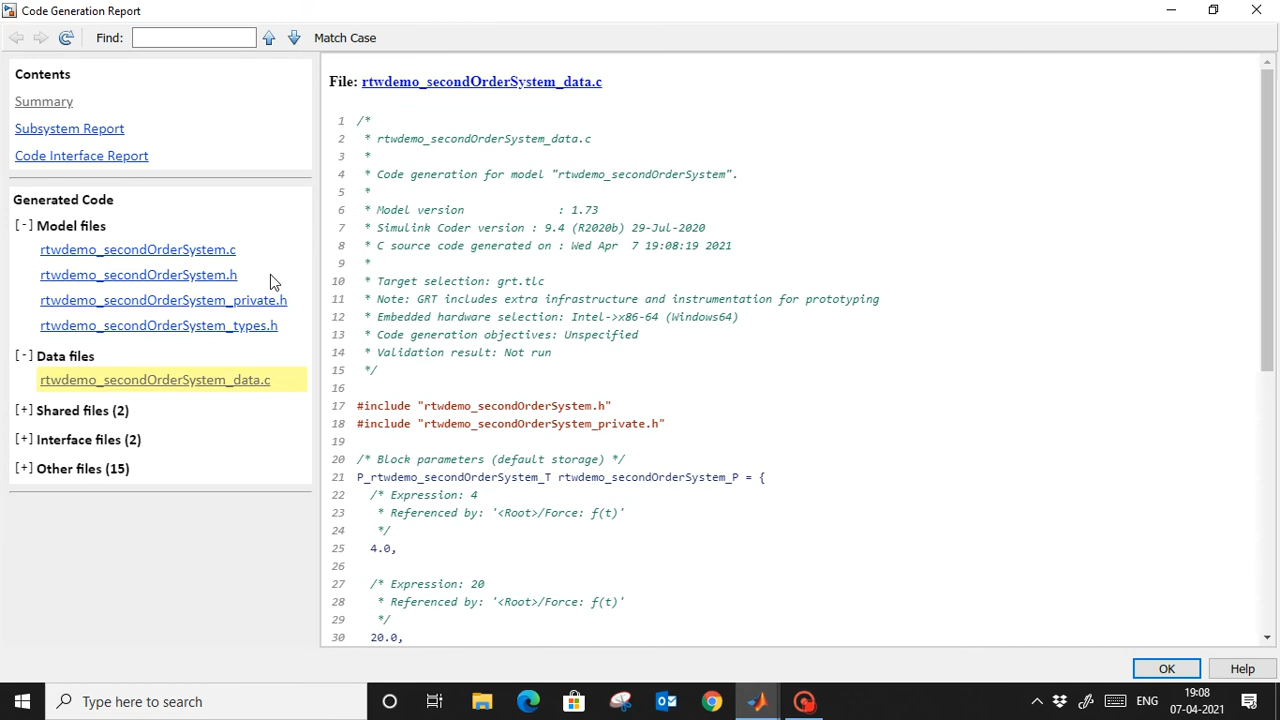 Code Generation Report
Find:
Match Case
Contents
Summary
Subsystem Report
Code Interface Report
Generated Code
[-] Model files
rtwdemo_secondOrderSystem.c
rtwdemo_secondOrderSystem.h
rtwdemo_secondOrderSystem_private.h
rtwdemo_secondOrderSystem_types.h
[-] Data files
rtwdemo_secondOrderSystem_data.c
[+] Shared files (2)
[+] Interface files (2)
[+] Other files (15)
File: rtwdemo_secondOrderSystem_data.c
1 /*
2 * rtwdemo_secondOrderSystem_data.c
3 *
4 * Code generation for model "rtwdemo_secondOrderSystem".
5 *
6 * Model version : 1.73
7 * Simulink Coder version : 9.4 (R2020b) 29-Jul-2020
8 * C source code generated on : Wed Apr 7 19:08:19 2021
9 *
10 * Target selection: grt.tlc
11 * Note: GRT includes extra infrastructure and instrumentation for prototyping
12 * Embedded hardware selection: Intel->x86-64 (Windows64)
13 * Code generation objectives: Unspecified
14 * Validation result: Not run
15 */
16
17 #include "rtwdemo_secondOrderSystem.h"
18 #include "rtwdemo_secondOrderSystem_private.h"
19
20 /* Block parameters (default storage) */
21 P_rtwdemo_secondOrderSystem_T rtwdemo_secondOrderSystem_P = {
22 /* Expression: 4
23 * Referenced by: '<Root>/Force: f(t)'
24 */
25 4.0,
26
27 /* Expression: 20
28 * Referenced by: '<Root>/Force: f(t)'
29 */
30 20.0,
OK
Help
Type here to search
ENG
19:08
07-04-2021